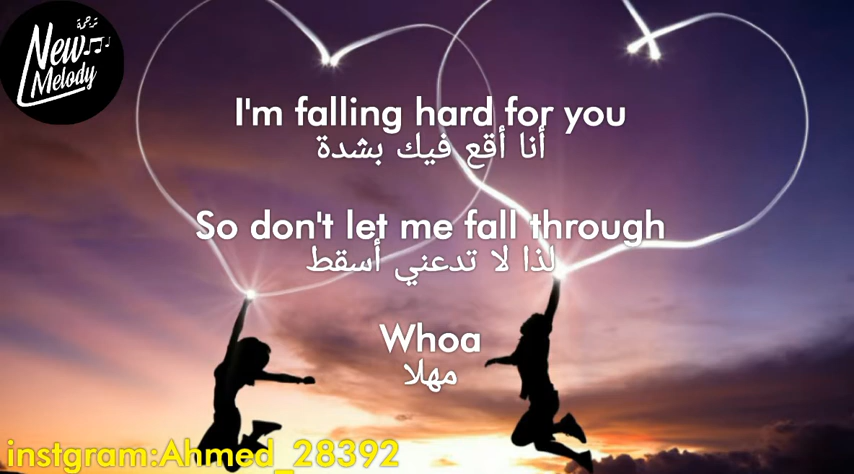 ترجمة
New
Melody
I'm falling hard for you
أنا أقع فيك بشدة
So don't let me fall through
لذا لا تدعني أسقط
Whoa
مهلا
instgram:Ahmed_28392